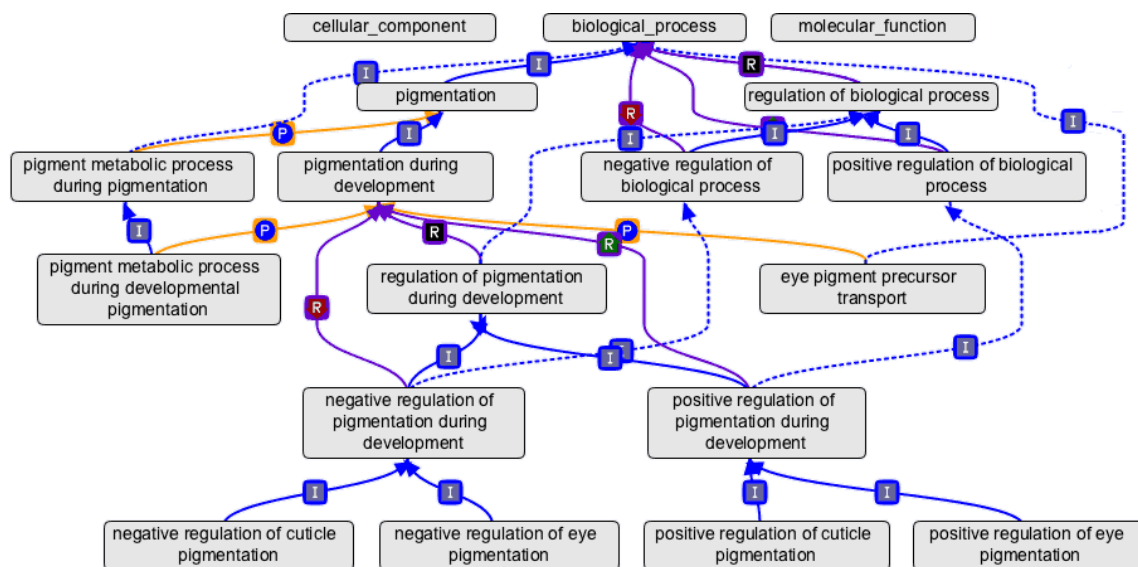 cellular_component
biological_process
molecular_function
I
I
R
pigmentation
regulation of biological process
P
I
R
I
I
I
I
pigment metabolic process
during pigmentation
pigmentation during
development
negative regulation of
biological process
positive regulation of biological
process
I
P
R
R
P
pigment metabolic process
during developmental
pigmentation
regulation of pigmentation
during development
eye pigment precursor
transport
R
I
I
I
negative regulation of
pigmentation during
development
positive regulation of
pigmentation during
development
I
I
I
I
negative regulation of cuticle
pigmentation
negative regulation of eye
pigmentation
positive regulation of cuticle
pigmentation
positive regulation of eye
pigmentation